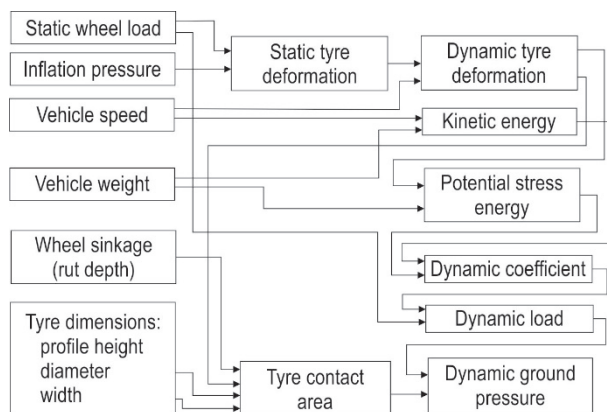 Static wheel load
Inflation pressure
Vehicle speed
Vehicle weight
Wheel sinkage
(rut depth)
Tyre dimensions:
profile height
diameter
width
Static tyre
deformation
Tyre contact
area
Dynamic tyre
deformation
Kinetic energy
Potential stress
energy
Dynamic coefficient
Dynamic load
Dynamic ground
pressure